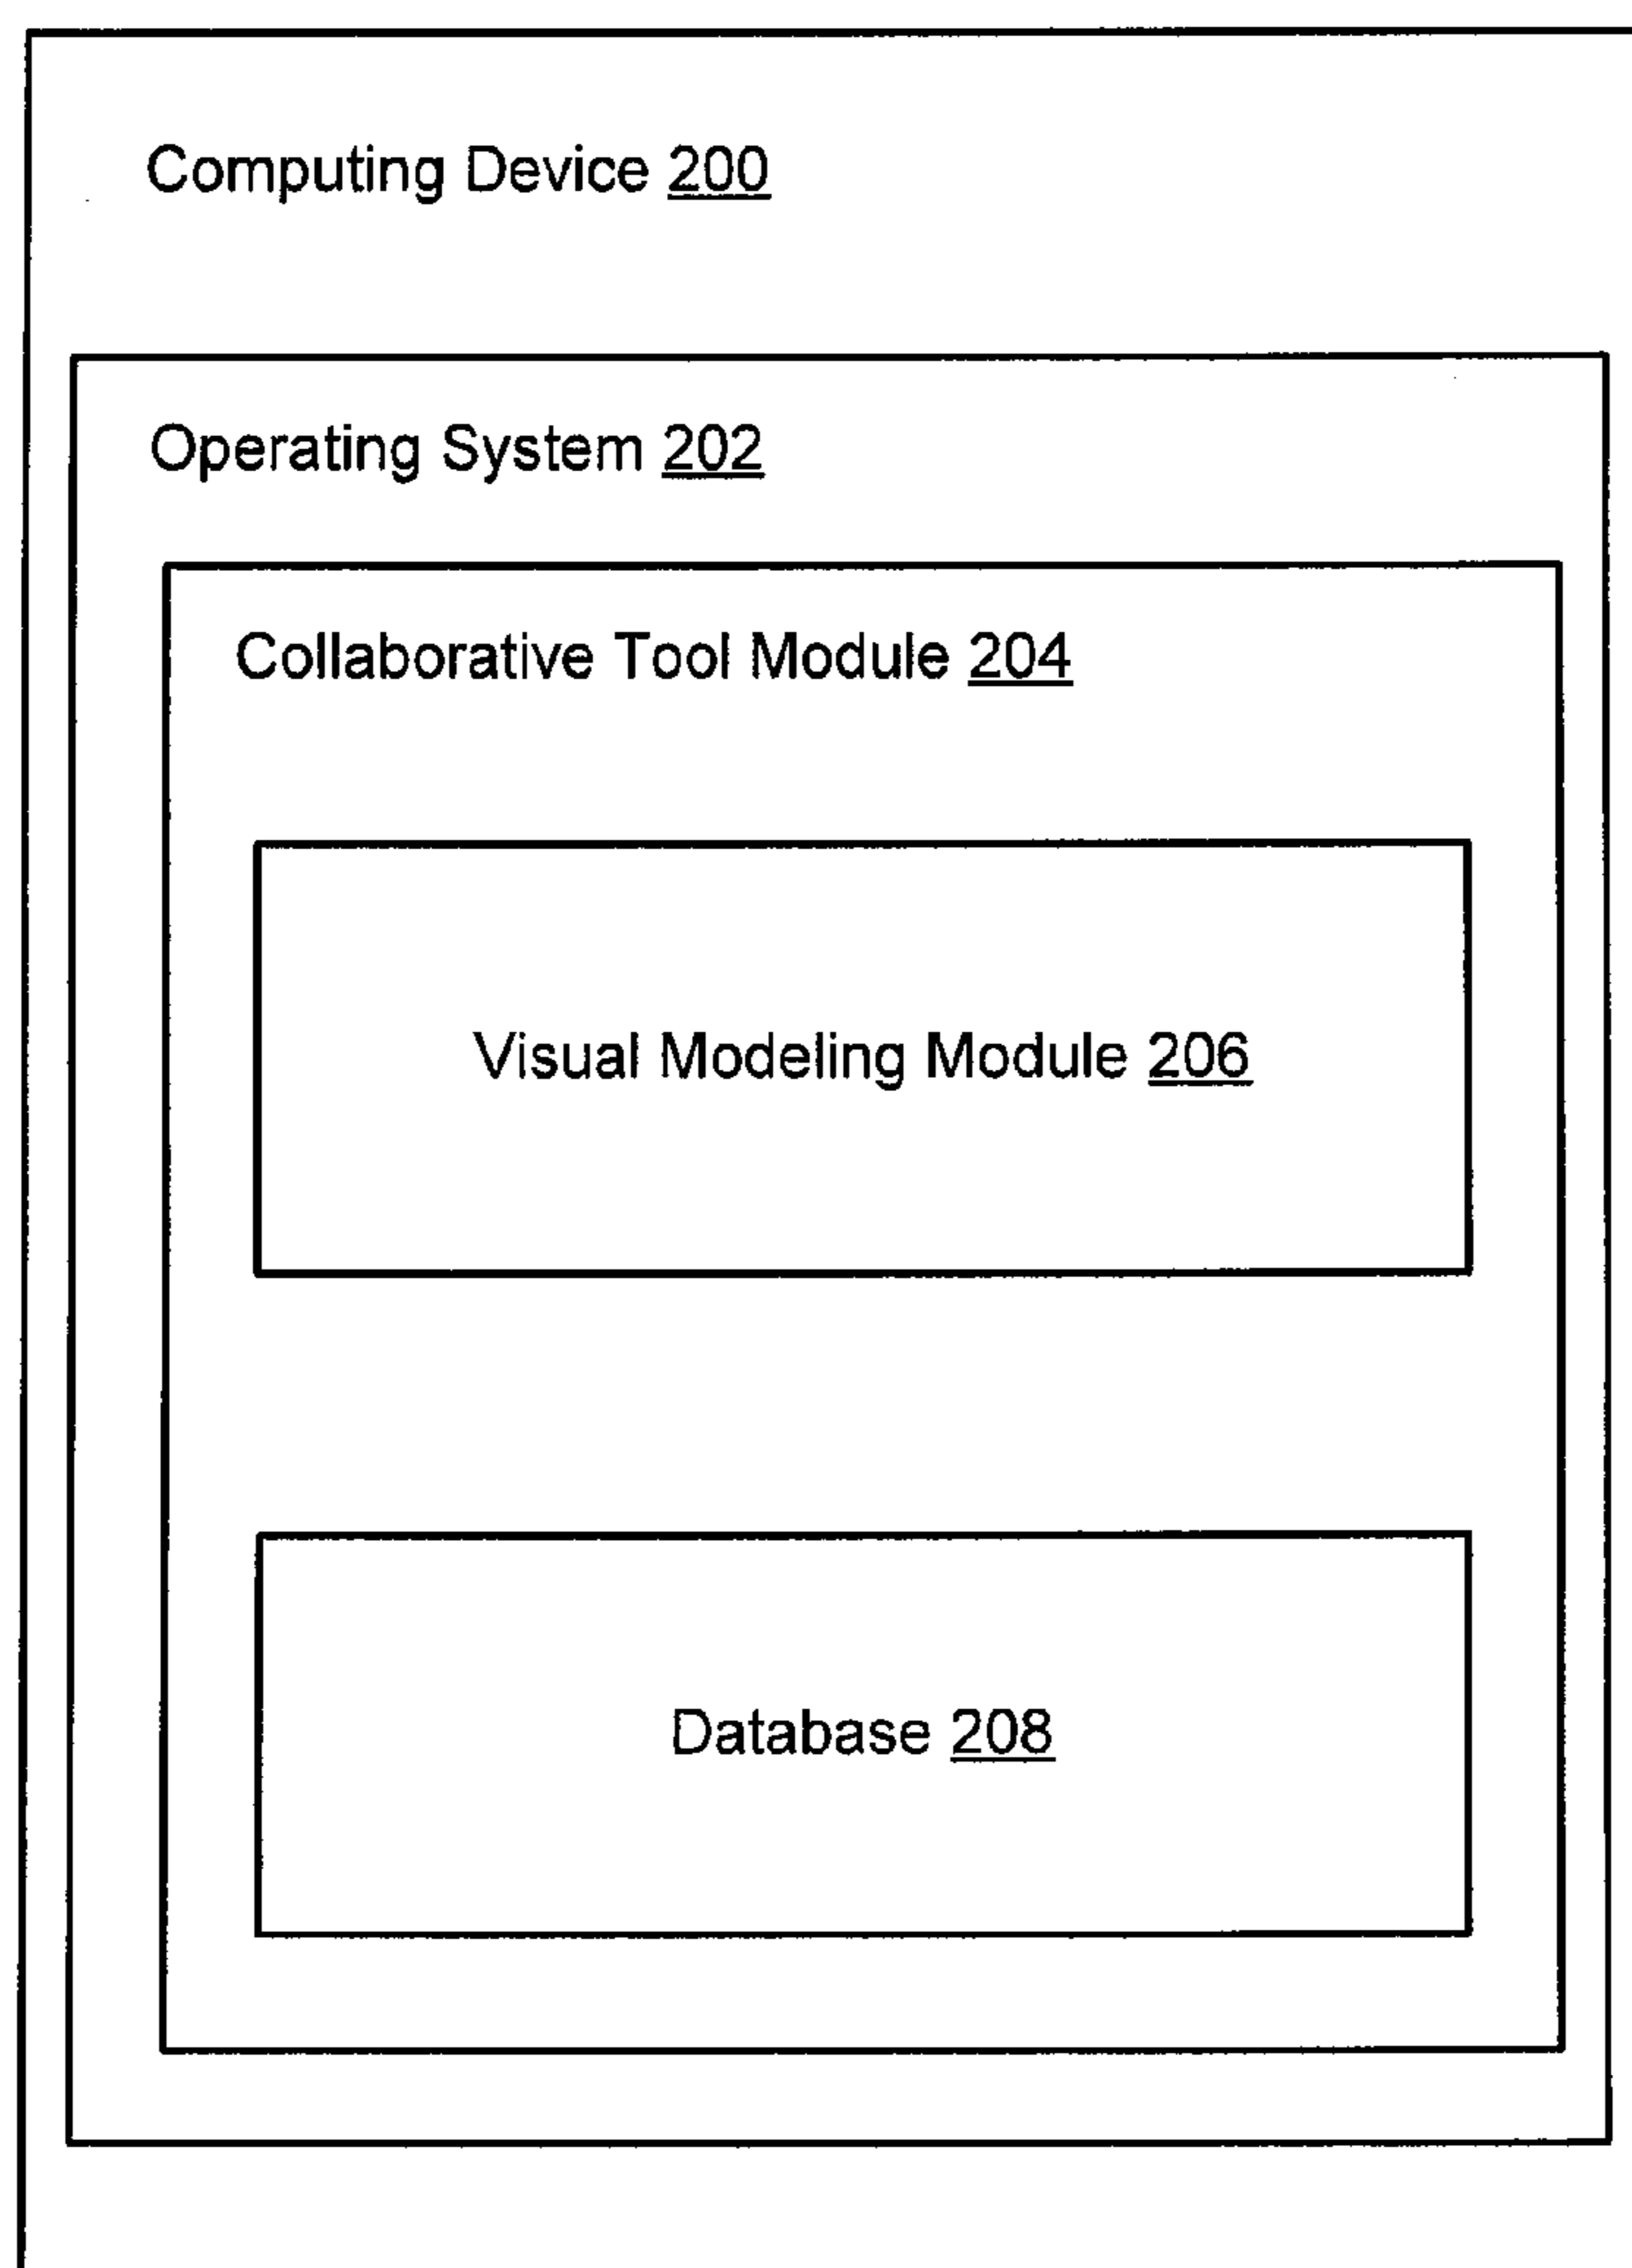 Computing Device 200
Operating System 202
Collaborative Tool Module 204
Visual Modeling Module 206
Database 208